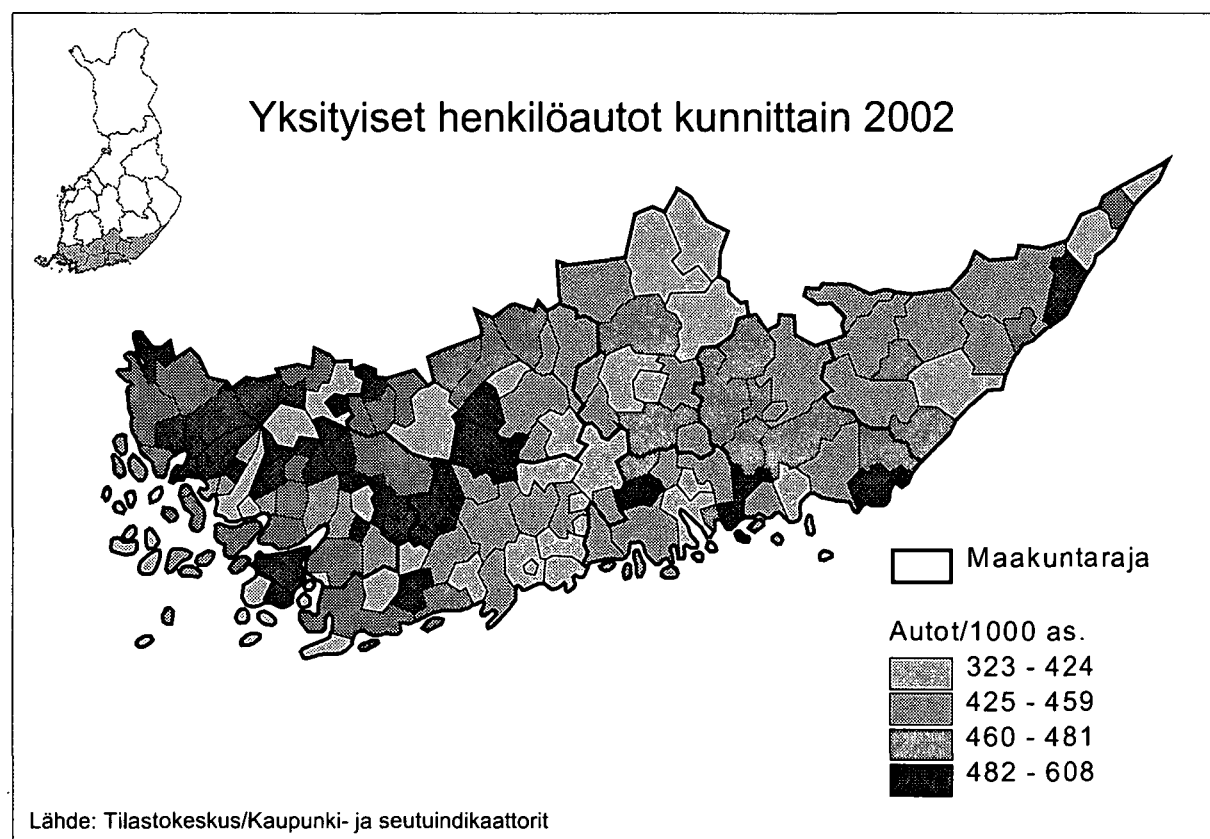 Yksityiset henkilöautot kunnittain 2002
Maakuntaraja
Autot/1000 as.
323 - 424
425 - 459
460 - 481
482 - 608
Lähde: Tilastokeskus/Kaupunki- ja seutuindikaattorit